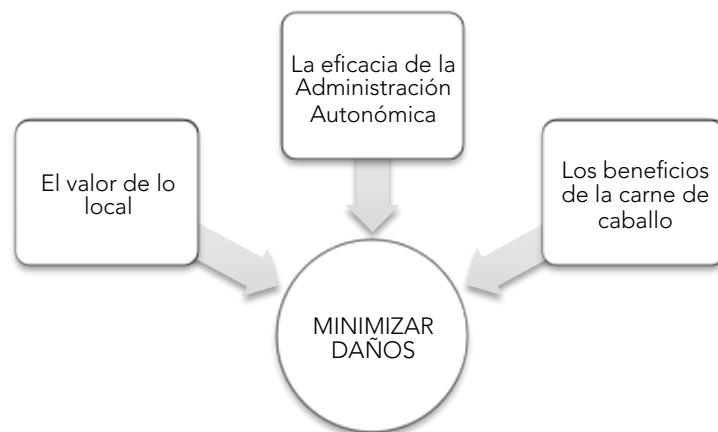 La eficacia de la
Administración
Autonómica
El valor de lo
local
Los beneficios
de la carne de
caballo
MINIMIZAR
DAÑOS